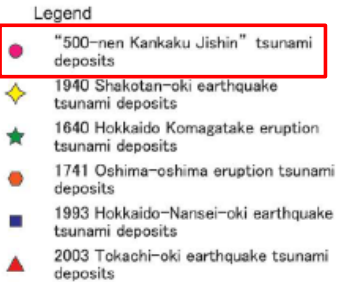 Legend
“500-nen Kankaku Jishin” tsunami
deposits
1940 Shakotan-oki earthquake
tsunami deposits
1640 Hokkaido Komagatake eruption
tsunami deposits
1741 Oshima-oshima eruption tsunami
deposits
1993 Hokkaido-Nansei-oki earthquake
tsunami deposits
2003 Tokachi-oki earthquake tsunami
deposits